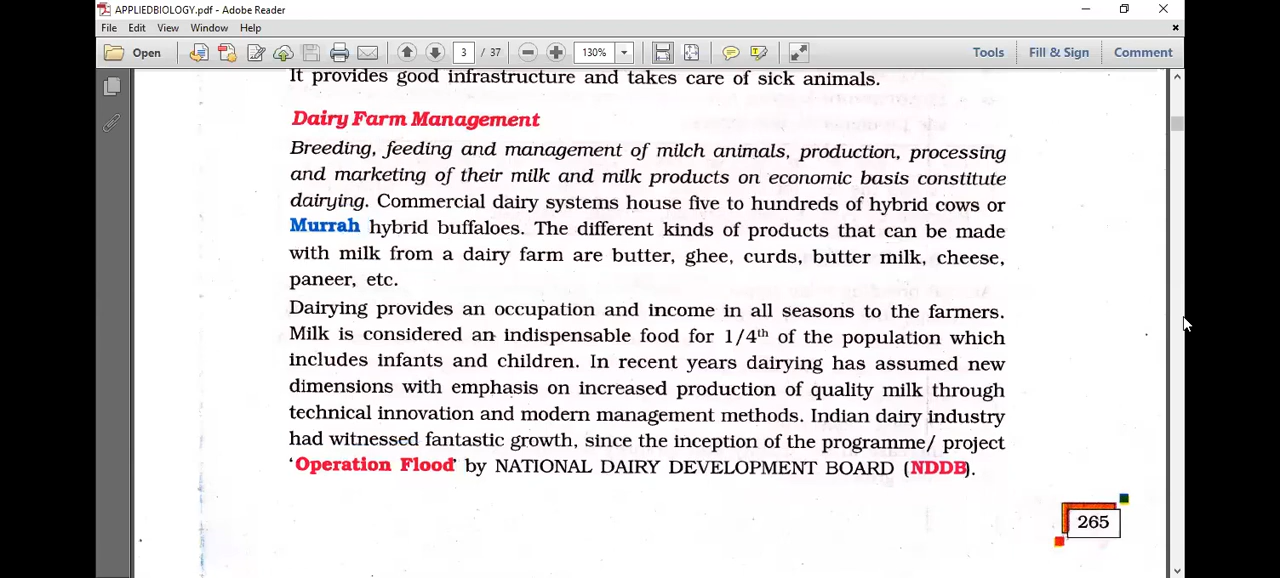 APPLIEDBIOLOGY.pdf - Adobe Reader
File Edit View Window Help
Open 3 / 37 130% Tools Fill & Sign Comment
It provides good infrastructure and takes care of sick animals.
Dairy Farm Management
Breeding, feeding and management of milch animals, production, processing
and marketing of their milk and milk products on economic basis constitute
dairying. Commercial dairy systems house five to hundreds of hybrid cows or
Murrah hybrid buffaloes. The different kinds of products that can be made
with milk from a dairy farm are butter, ghee, curds, butter milk, cheese,
paneer, etc.
Dairying provides an occupation and income in all seasons to the farmers.
Milk is considered an indispensable food for 1/4th of the population which
includes infants and children. In recent years dairying has assumed new
dimensions with emphasis on increased production of quality milk through
technical innovation and modern management methods. Indian dairy industry
had witnessed fantastic growth, since the inception of the programme/ project
‘Operation Flood’ by NATIONAL DAIRY DEVELOPMENT BOARD (NDDB).
265